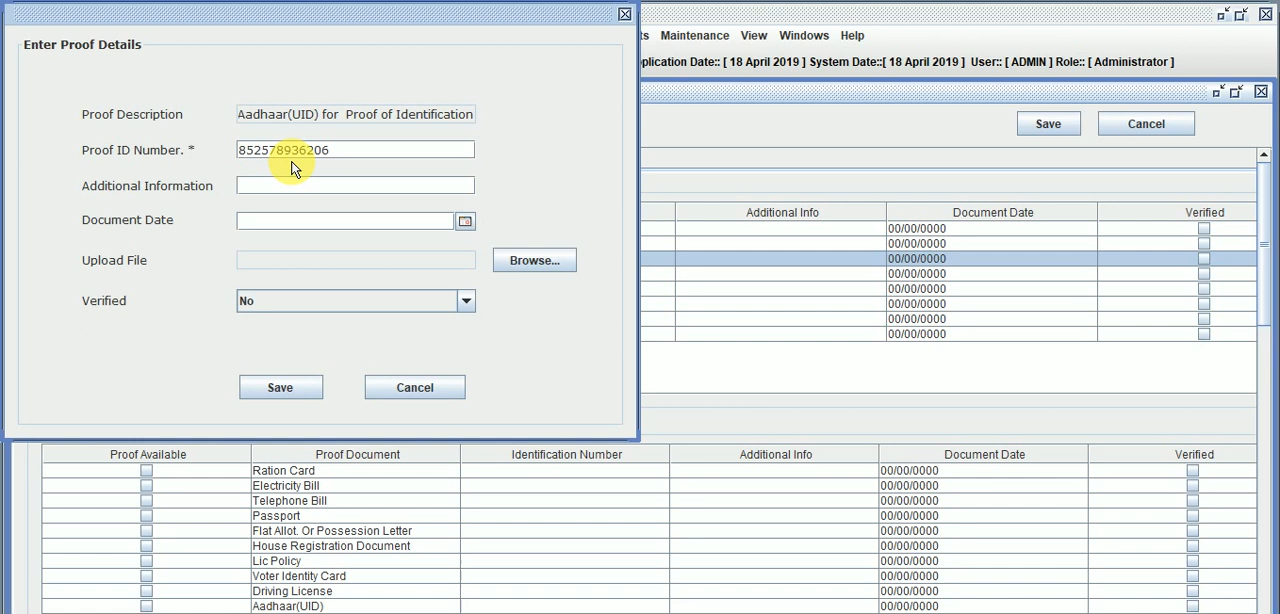 Enter Proof Details
Proof Description Aadhaar(UID) for Proof of Identification
Proof ID Number. * 852578936206
Additional Information
Document Date
Upload File Browse...
Verified No
Save Cancel
ts Maintenance View Windows Help
plication Date:: [ 18 April 2019 ] System Date::[ 18 April 2019 ] User:: [ ADMIN ] Role:: [ Administrator ]
Save Cancel
Additional Info Document Date Verified
00/00/0000
00/00/0000
00/00/0000
00/00/0000
00/00/0000
00/00/0000
00/00/0000
00/00/0000
Proof Available Proof Document Identification Number Additional Info Document Date Verified
Ration Card 00/00/0000
Electricity Bill 00/00/0000
Telephone Bill 00/00/0000
Passport 00/00/0000
Flat Allot. Or Possession Letter 00/00/0000
House Registration Document 00/00/0000
Lic Policy 00/00/0000
Voter Identity Card 00/00/0000
Driving License 00/00/0000
Aadhaar(UID) 00/00/0000